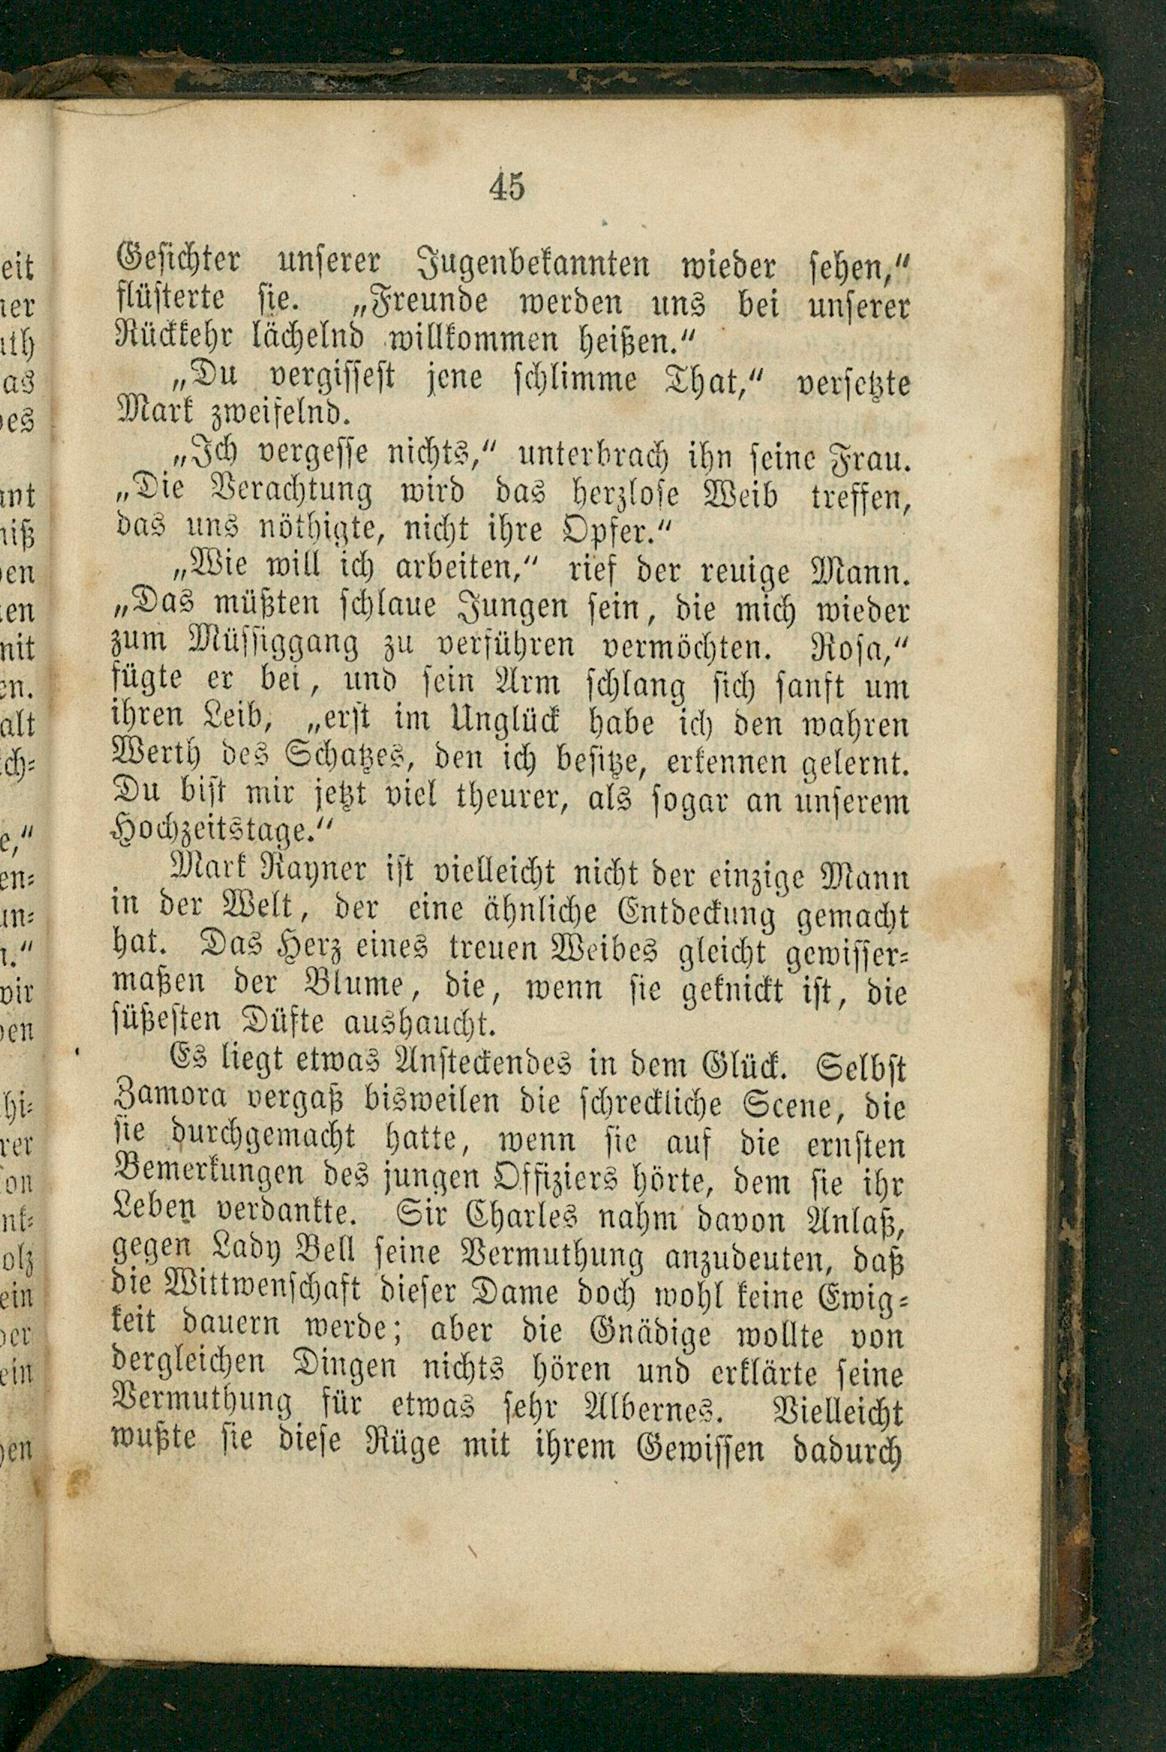 45
Gesichter unserer Jugenbekannten wieder sehen,“
flüsterte sie. „Freunde werden uns bei unserer
Rückkehr lächelnd willkommen heißen.“
„Du vergissest jene schlimme That,“ versetzte
Mark zweifelnd.
„Ich vergesse nichts,“ unterbrach ihn seine Frau.
„Die Verachtung wird das herzlose Weib treffen,
das uns nöthigte, nicht ihre Opfer.“
„Wie will ich arbeiten,“ rief der reuige Mann.
„Das müßten schlaue Jungen sein, die mich wieder
zum Müssiggang zu verführen vermöchten. Rosa,“
fügte er bei, und sein Arm schlang sich sanft um
ihren Leib, „erst im Unglück habe ich den wahren
Werth des Schatzes, den ich besitze, erkennen gelernt.
Du bist mir jetzt viel theurer, als sogar an unserem
Hochzeitstage.“
Mark Rayner ist vielleicht nicht der einzige Mann
in der Welt, der eine ähnliche Entdeckung gemacht
hat. Das Herz eines treuen Weibes gleicht gewisser-
maßen der Blume, die, wenn sie geknickt ist, die
süßesten Düfte aushaucht.
Es liegt etwas Ansteckendes in dem Glück. Selbst
Zamora vergaß bisweilen die schreckliche Scene, die
sie durchgemacht hatte, wenn sie auf die ernsten
Bemerkungen des jungen Offiziers hörte, dem sie ihr
Leben verdankte. Sir Charles nahm davon Anlaß,
gegen Lady Bell seine Vermuthung anzudeuten, daß
die Wittwenschaft dieser Dame doch wohl keine Ewig-
keit dauern werde; aber die Gnädige wollte von
dergleichen Dingen nichts hören und erklärte seine
Vermuthung für etwas sehr Albernes. Vielleicht
wußte sie diese Rüge mit ihrem Gewissen dadurch